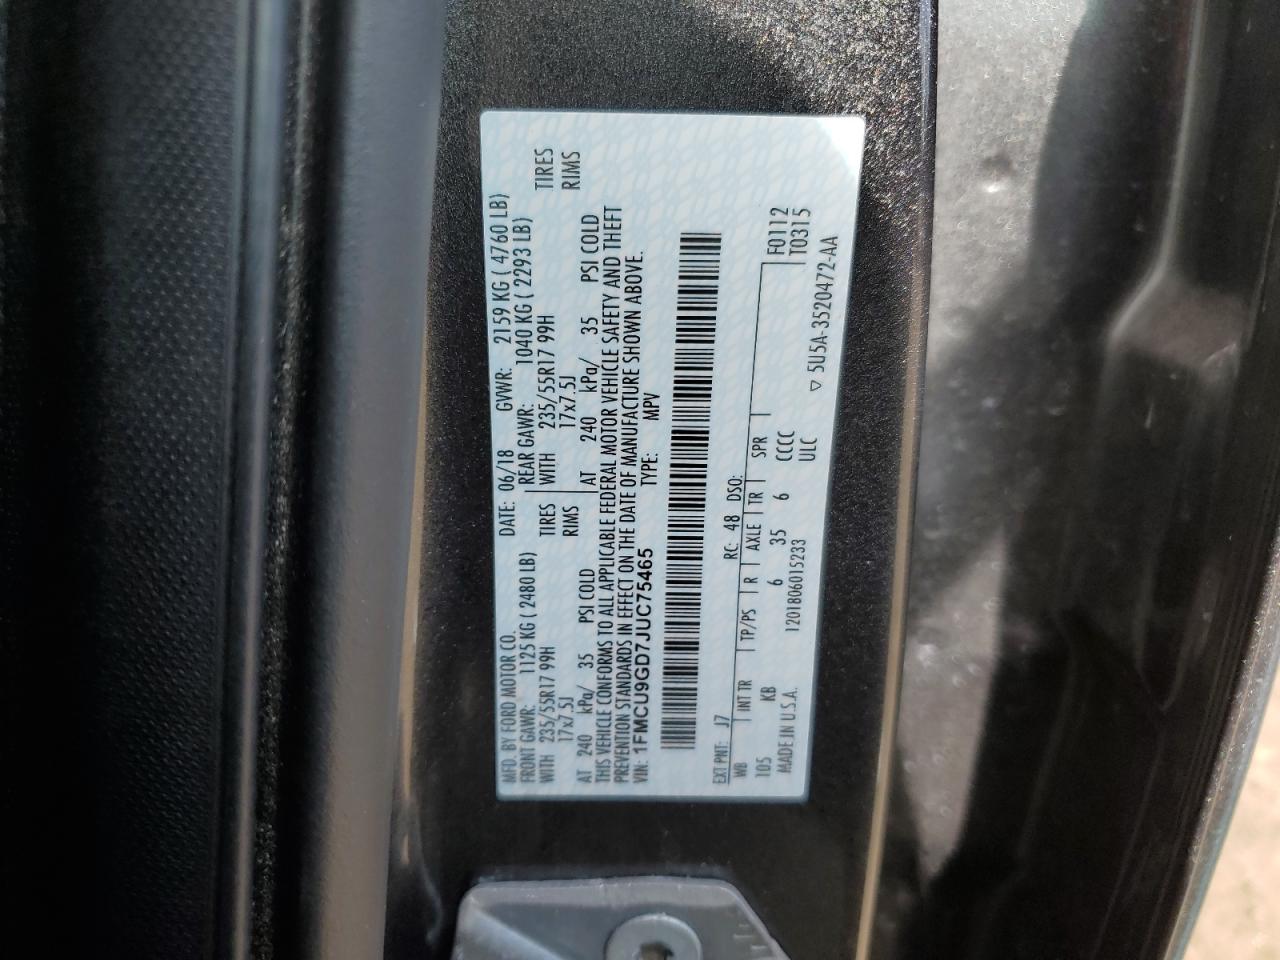 MFD. BY FORD MOTOR CO. DATE: 06/18 GVWR: 2159 KG ( 4760 LB)
FRONT GAWR: 1125 KG ( 2480 LB) REAR GAWR: 1040 KG ( 2293 LB)
WITH 235/55R17 99H TIRES WITH 235/55R17 99H TIRES
17x7.5J RIMS 17x7.5J RIMS
AT 240 kPa/ 35 PSI COLD AT 240 kPa/ 35 PSI COLD
THIS VEHICLE CONFORMS TO ALL APPLICABLE FEDERAL MOTOR VEHICLE SAFETY AND THEFT
PREVENTION STANDARDS IN EFFECT ON THE DATE OF MANUFACTURE SHOWN ABOVE.
VIN: 1FMCU9GD7JUC75465 TYPE: MPV
EXT PNT: J7 RC: 48 DSO: F0112
WB INT TR TP/PS R AXLE TR SPR T0315
105 KB 6 35 6 CCCC
MADE IN U.S.A. 1201806015233 ULC
▽ 5U5A-3520472-AA